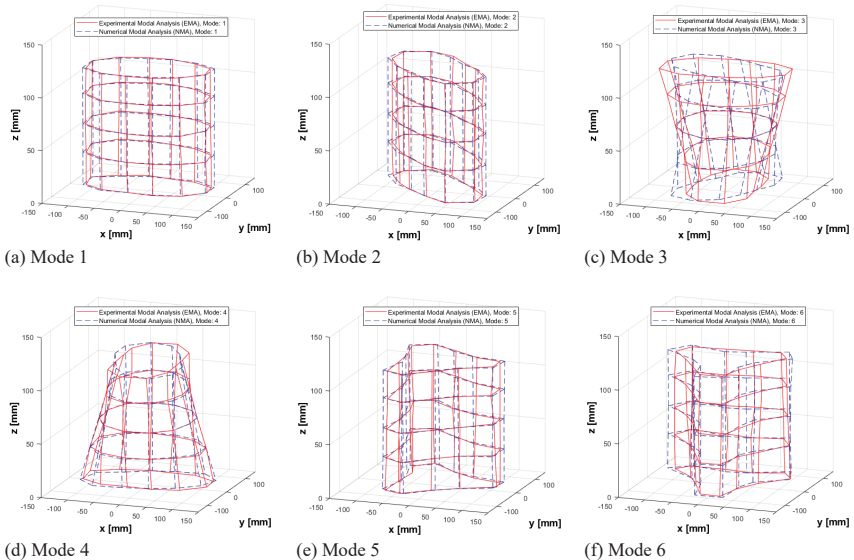 Experimental Modal Analysis (EMA), Mode: 1
Numerical Modal Analysis (NMA), Mode: 1
150
100
50
0
z [mm]
-150
-100
-50
0
50
100
150
x [mm]
-100
0
100
y [mm]
(a) Mode 1
Experimental Modal Analysis (EMA), Mode: 2
Numerical Modal Analysis (NMA), Mode: 2
150
100
50
0
z [mm]
-150
-100
-50
0
50
100
150
x [mm]
-100
0
100
y [mm]
(b) Mode 2
Experimental Modal Analysis (EMA), Mode: 3
Numerical Modal Analysis (NMA), Mode: 3
150
100
50
0
z [mm]
-150
-100
-50
0
50
100
150
x [mm]
-100
0
100
y [mm]
(c) Mode 3
Experimental Modal Analysis (EMA), Mode: 4
Numerical Modal Analysis (NMA), Mode: 4
150
100
50
0
z [mm]
-150
-100
-50
0
50
100
150
x [mm]
-100
0
100
y [mm]
(d) Mode 4
Experimental Modal Analysis (EMA), Mode: 5
Numerical Modal Analysis (NMA), Mode: 5
150
100
50
0
z [mm]
-150
-100
-50
0
50
100
150
x [mm]
-100
0
100
y [mm]
(e) Mode 5
Experimental Modal Analysis (EMA), Mode: 6
Numerical Modal Analysis (NMA), Mode: 6
150
100
50
0
z [mm]
-150
-100
-50
0
50
100
150
x [mm]
-100
0
100
y [mm]
(f) Mode 6